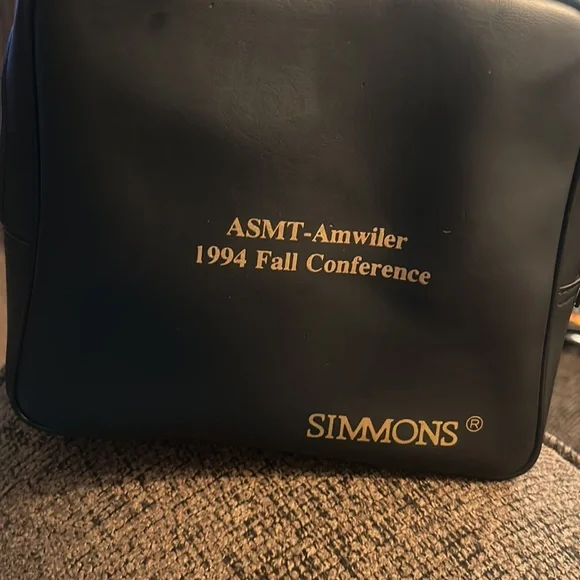 ASMT-Amwiler
1994 Fall Conference
SIMMONS ®